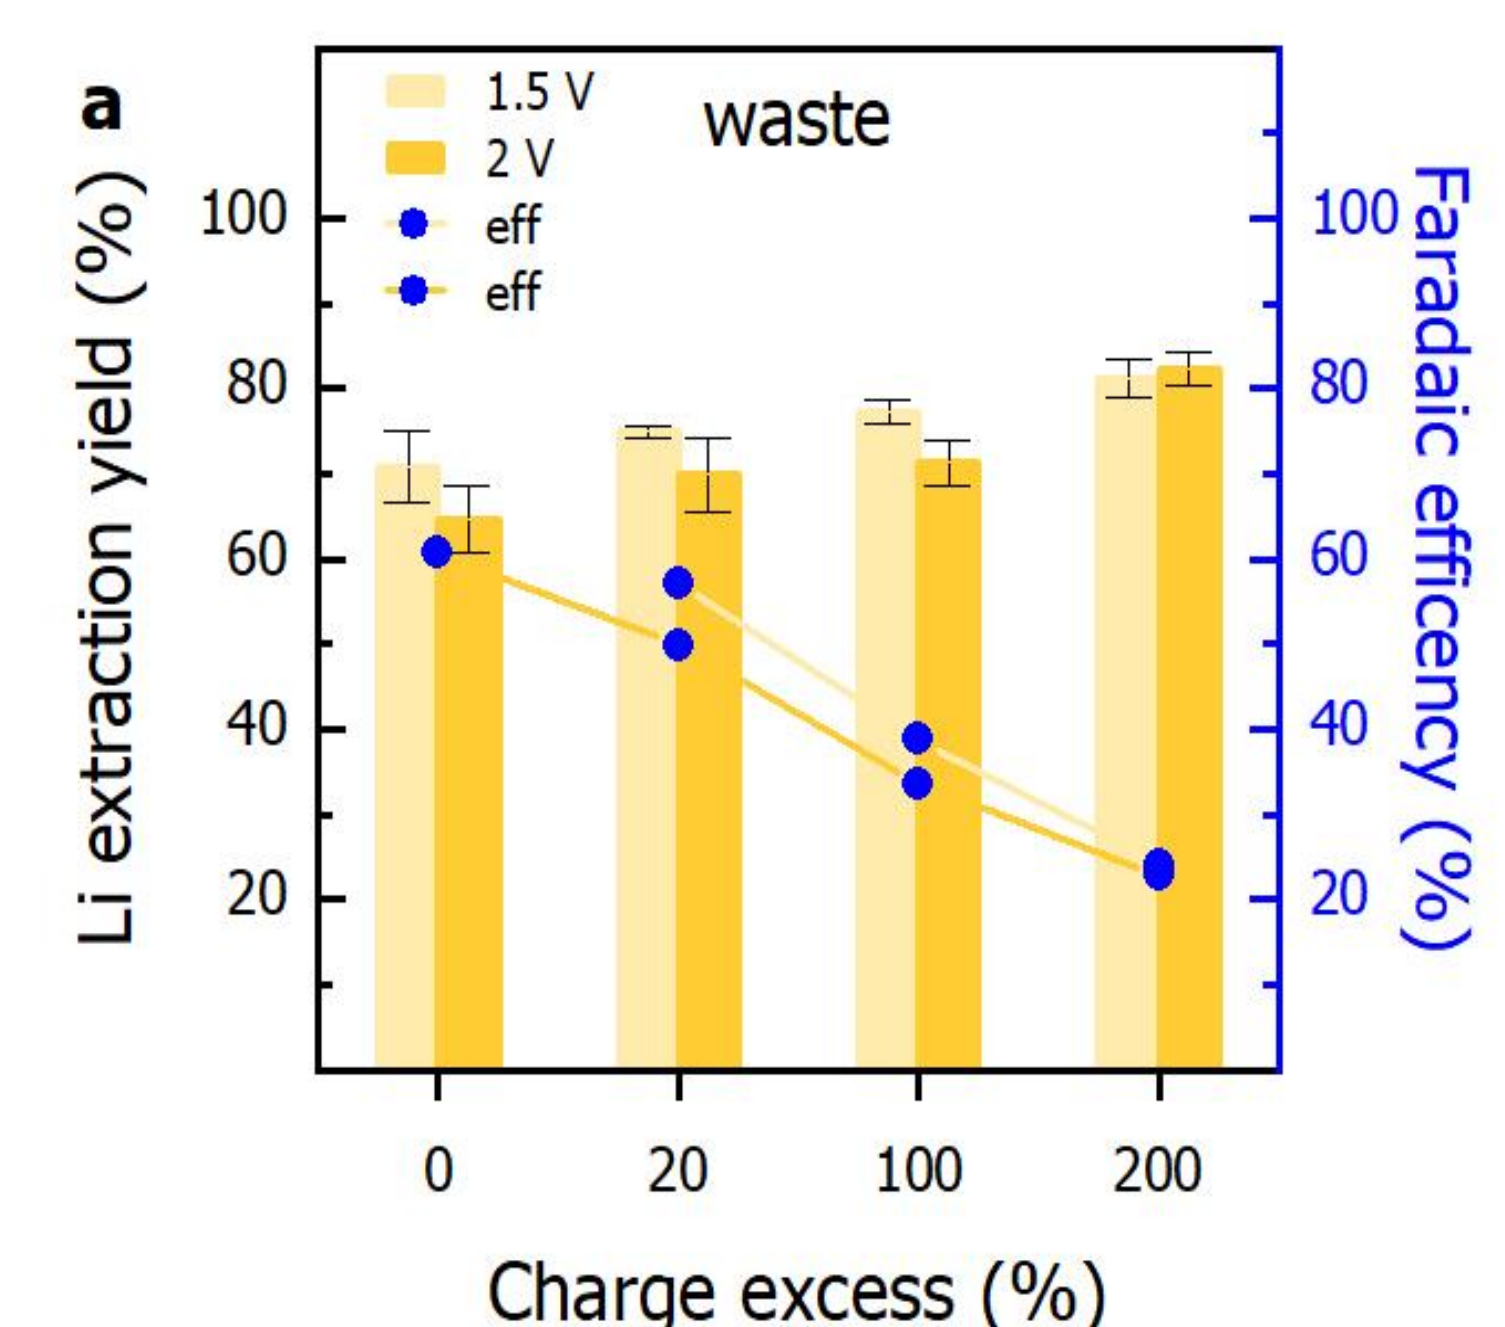 a
1.5 V
2 V
eff
eff
waste
Li extraction yield (%)
100
80
60
40
20
100
80
60
40
20
Faradaic efficency (%)
0 20 100 200
Charge excess (%)